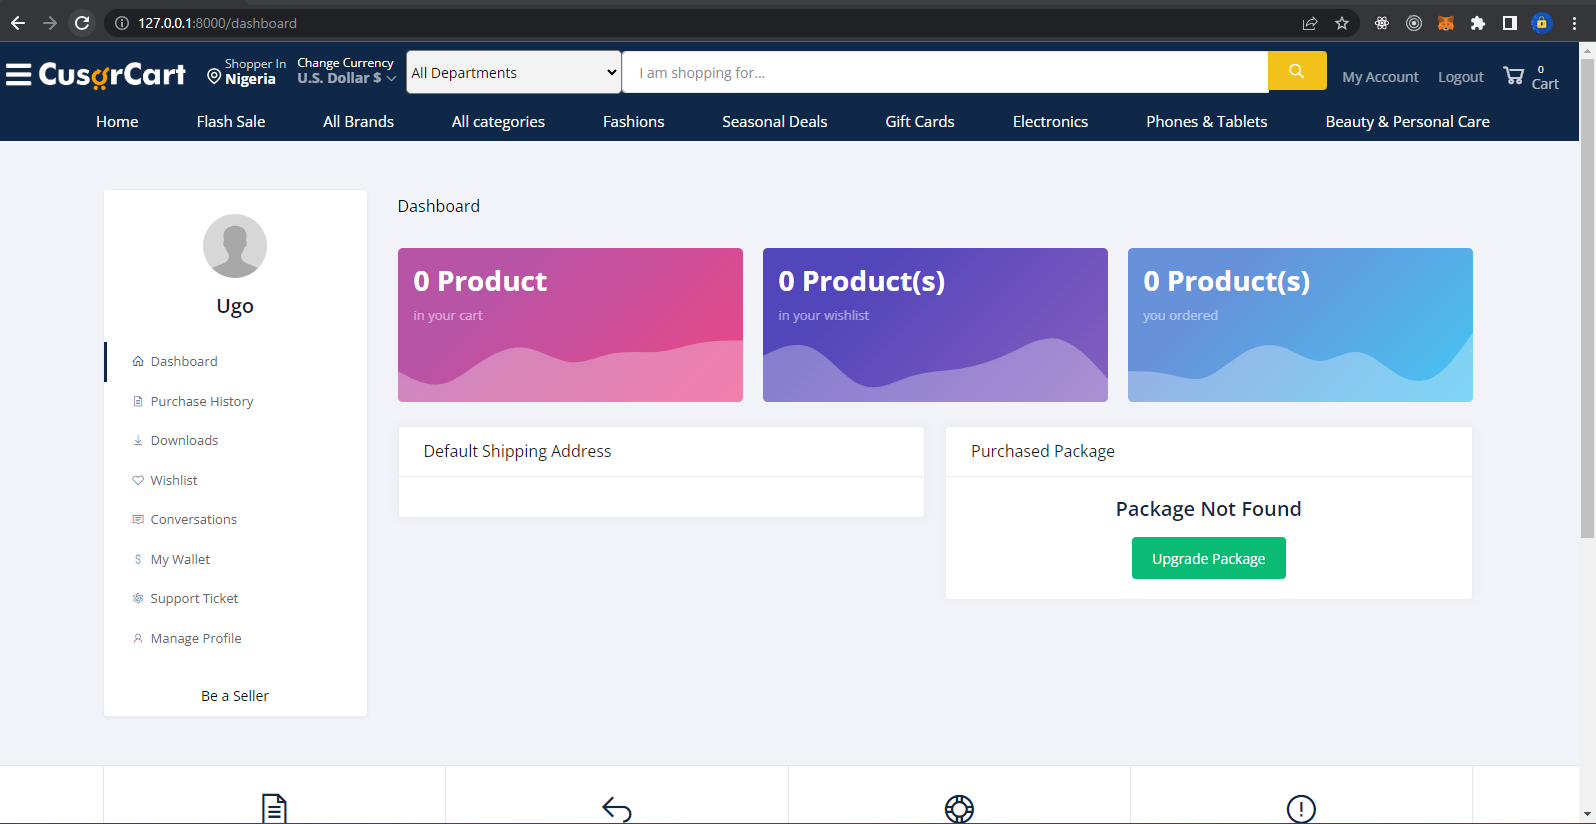 127.0.0.1:8000/dashboard
CusorCart
Shopper In
Nigeria
Change Currency
U.S. Dollar $
All Departments
I am shopping for...
My Account
Logout
0
Cart
Home
Flash Sale
All Brands
All categories
Fashions
Seasonal Deals
Gift Cards
Electronics
Phones & Tablets
Beauty & Personal Care
Ugo
Dashboard
Purchase History
Downloads
Wishlist
Conversations
My Wallet
Support Ticket
Manage Profile
Be a Seller
Dashboard
0 Product
in your cart
0 Product(s)
in your wishlist
0 Product(s)
you ordered
Default Shipping Address
Purchased Package
Package Not Found
Upgrade Package